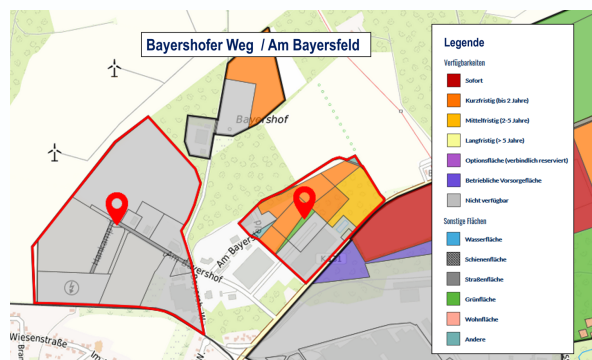 Bayershofer Weg / Am Bayersfeld
Legende
Verfügbarkeiten
Sofort
Kurzfristig (bis 2 Jahre)
Mittelfristig (2-5 Jahre)
Langfristig (> 5 Jahre)
Optionsfläche (verbindlich reserviert)
Betriebliche Vorsorgefläche
Nicht verfügbar
Sonstige Flächen
Wasserfläche
Schienenfläche
Straßenfläche
Grünfläche
Wohnfläche
Andere
Bayershof
Am Bayers
Wiesenstraße